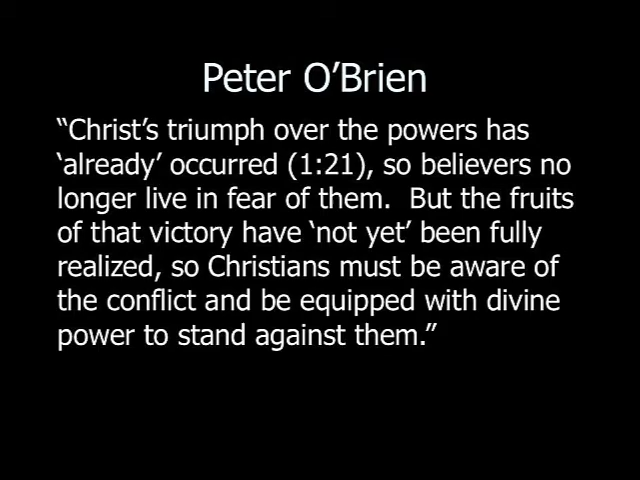 Peter O’Brien
“Christ’s triumph over the powers has
‘already’ occurred (1:21), so believers no
longer live in fear of them.  But the fruits
of that victory have ‘not yet’ been fully
realized, so Christians must be aware of
the conflict and be equipped with divine
power to stand against them.”